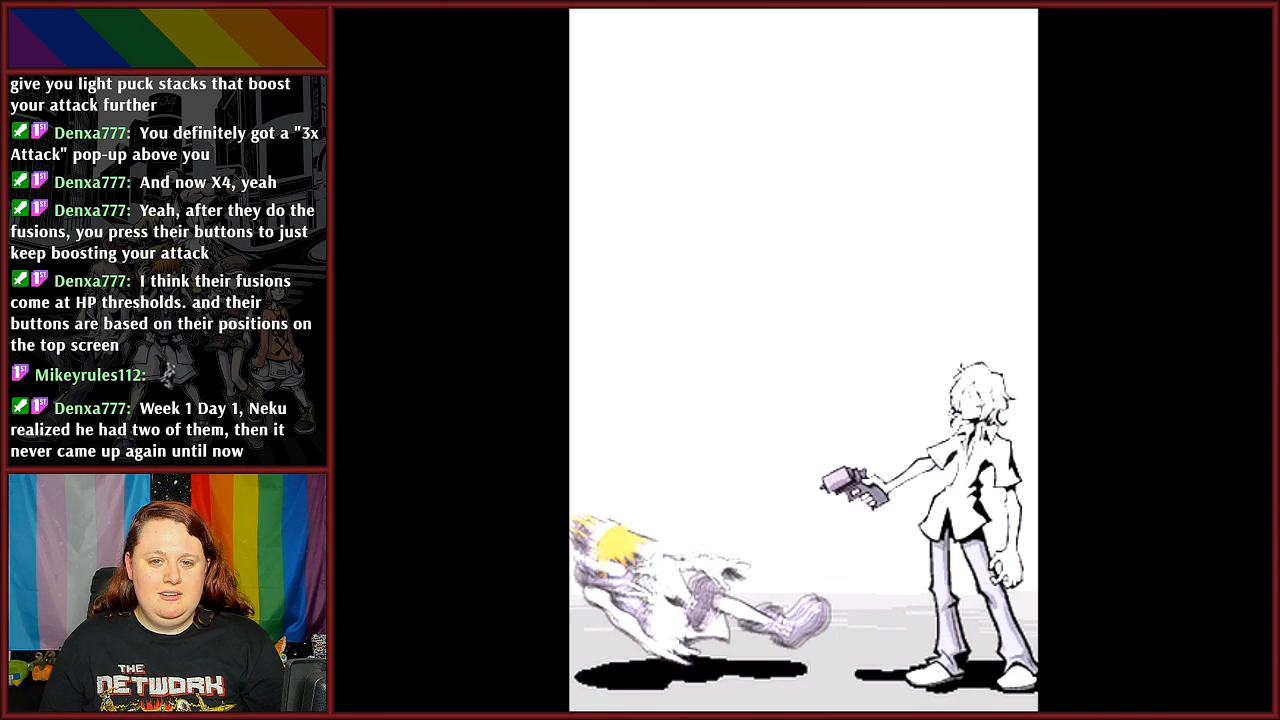 give you light puck stacks that boost
your attack further
Denxa777: You definitely got a "3x
Attack" pop-up above you
Denxa777: And now X4, yeah
Denxa777: Yeah, after they do the
fusions, you press their buttons to just
keep boosting your attack
Denxa777: I think their fusions
come at HP thresholds. and their
buttons are based on their positions on
the top screen
Mikeyrules112:
Denxa777: Week 1 Day 1, Neku
realized he had two of them, then it
never came up again until now
THE
NETWORK